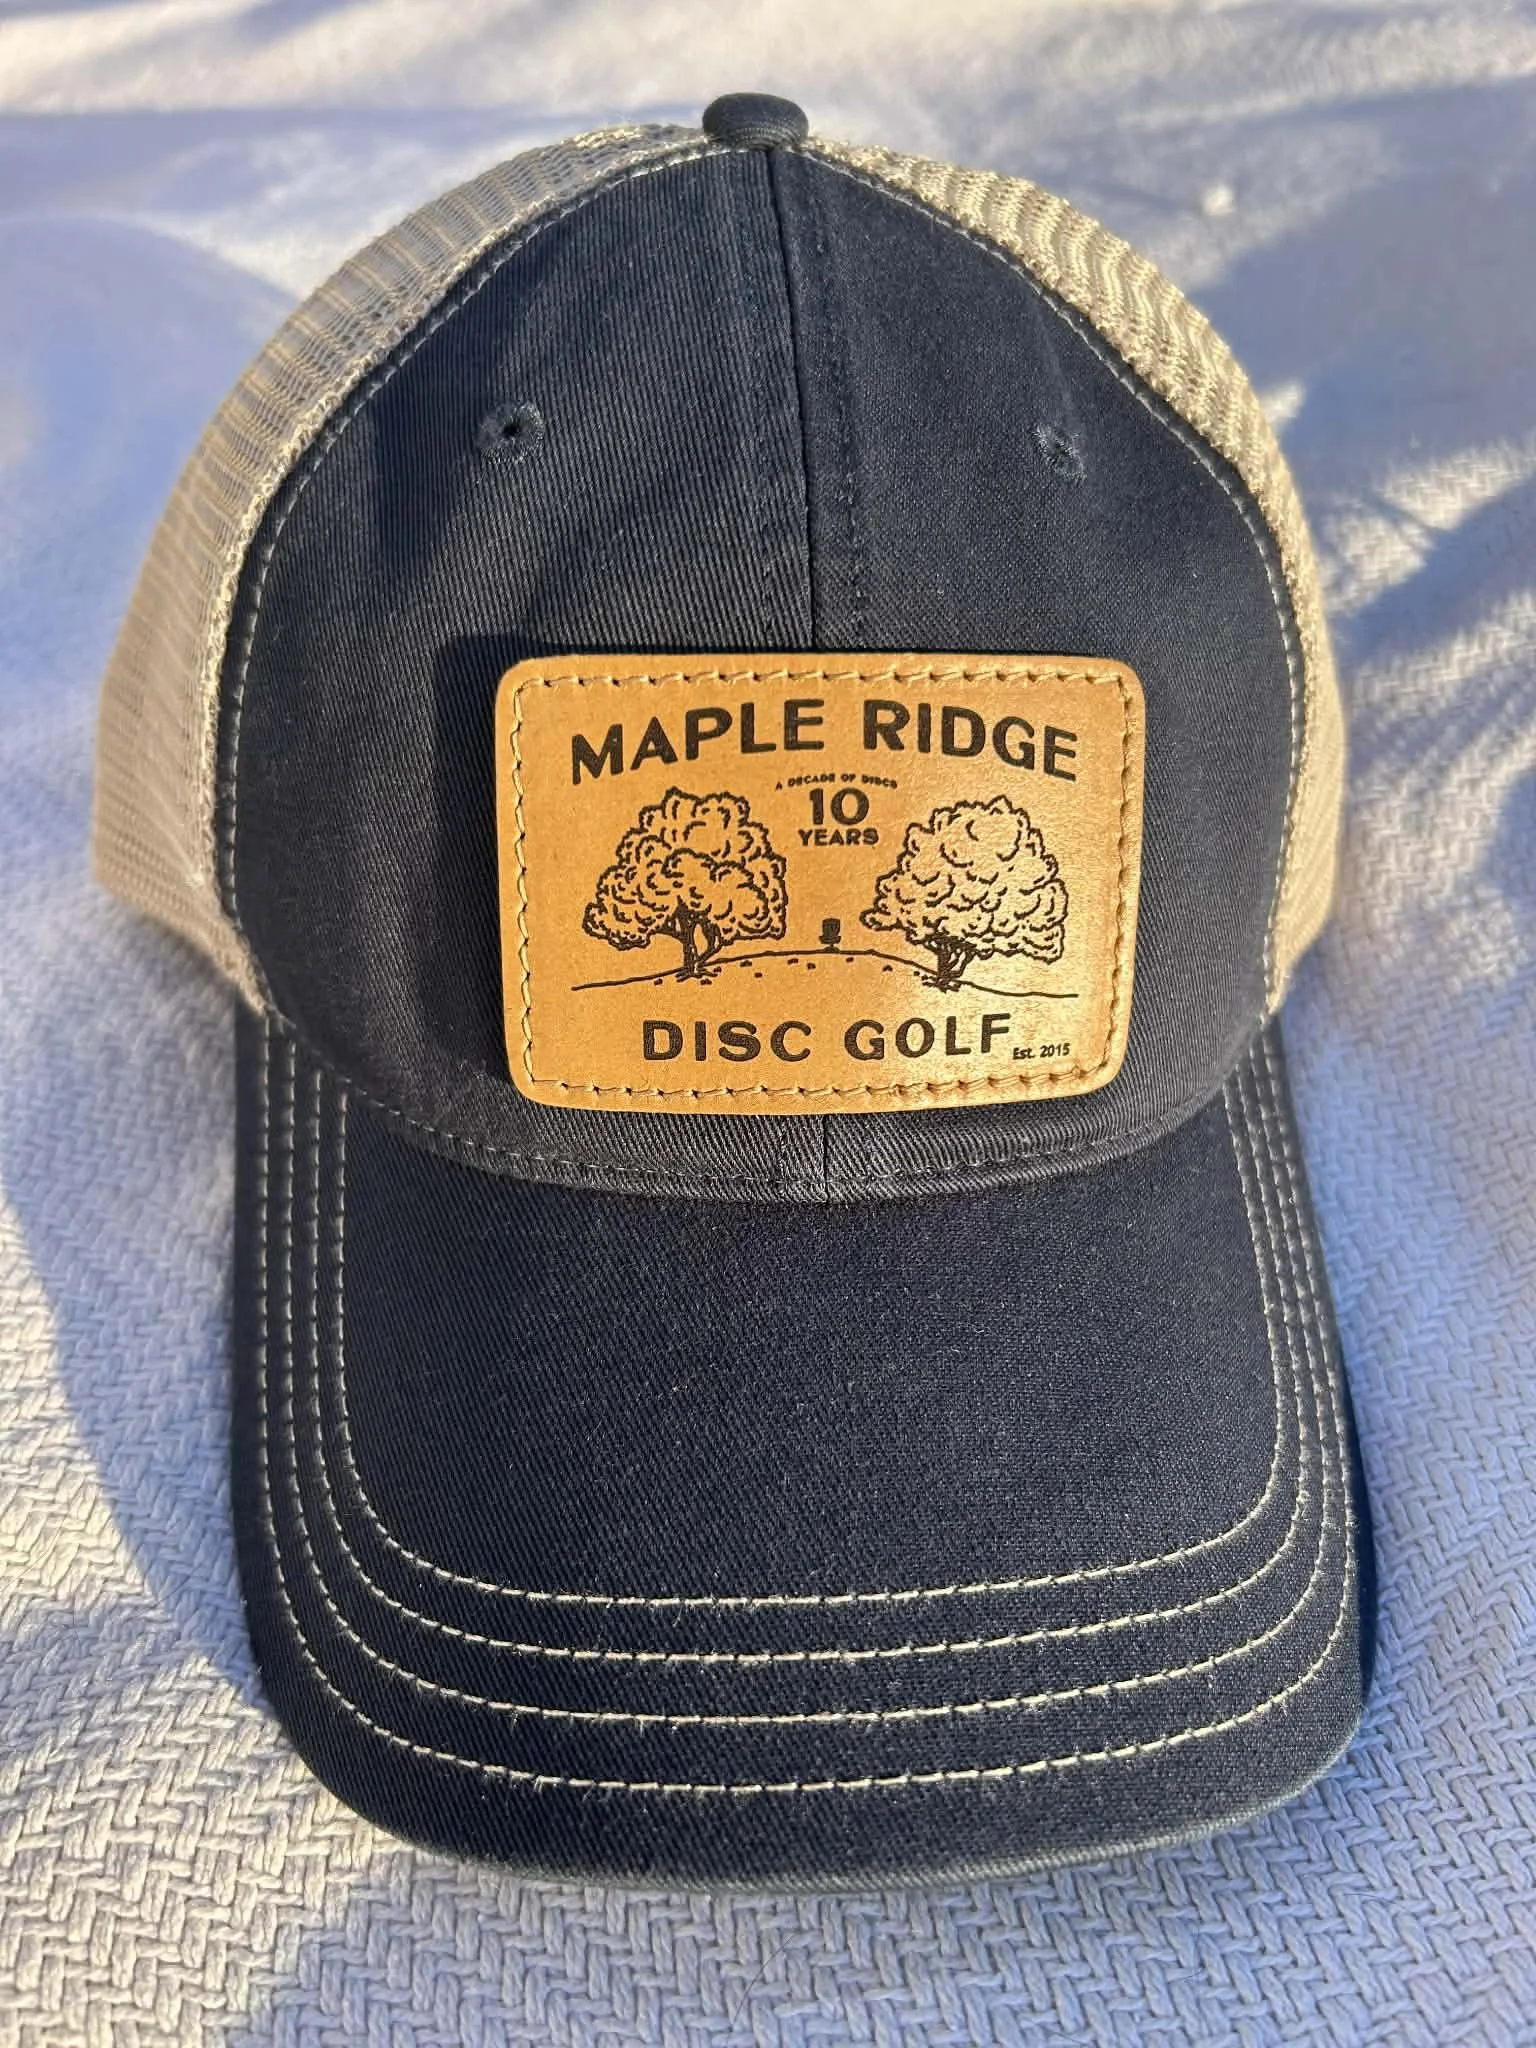 MAPLE RIDGE
A DECADE OF DISCS
10
YEARS
DISC GOLF
Est. 2015